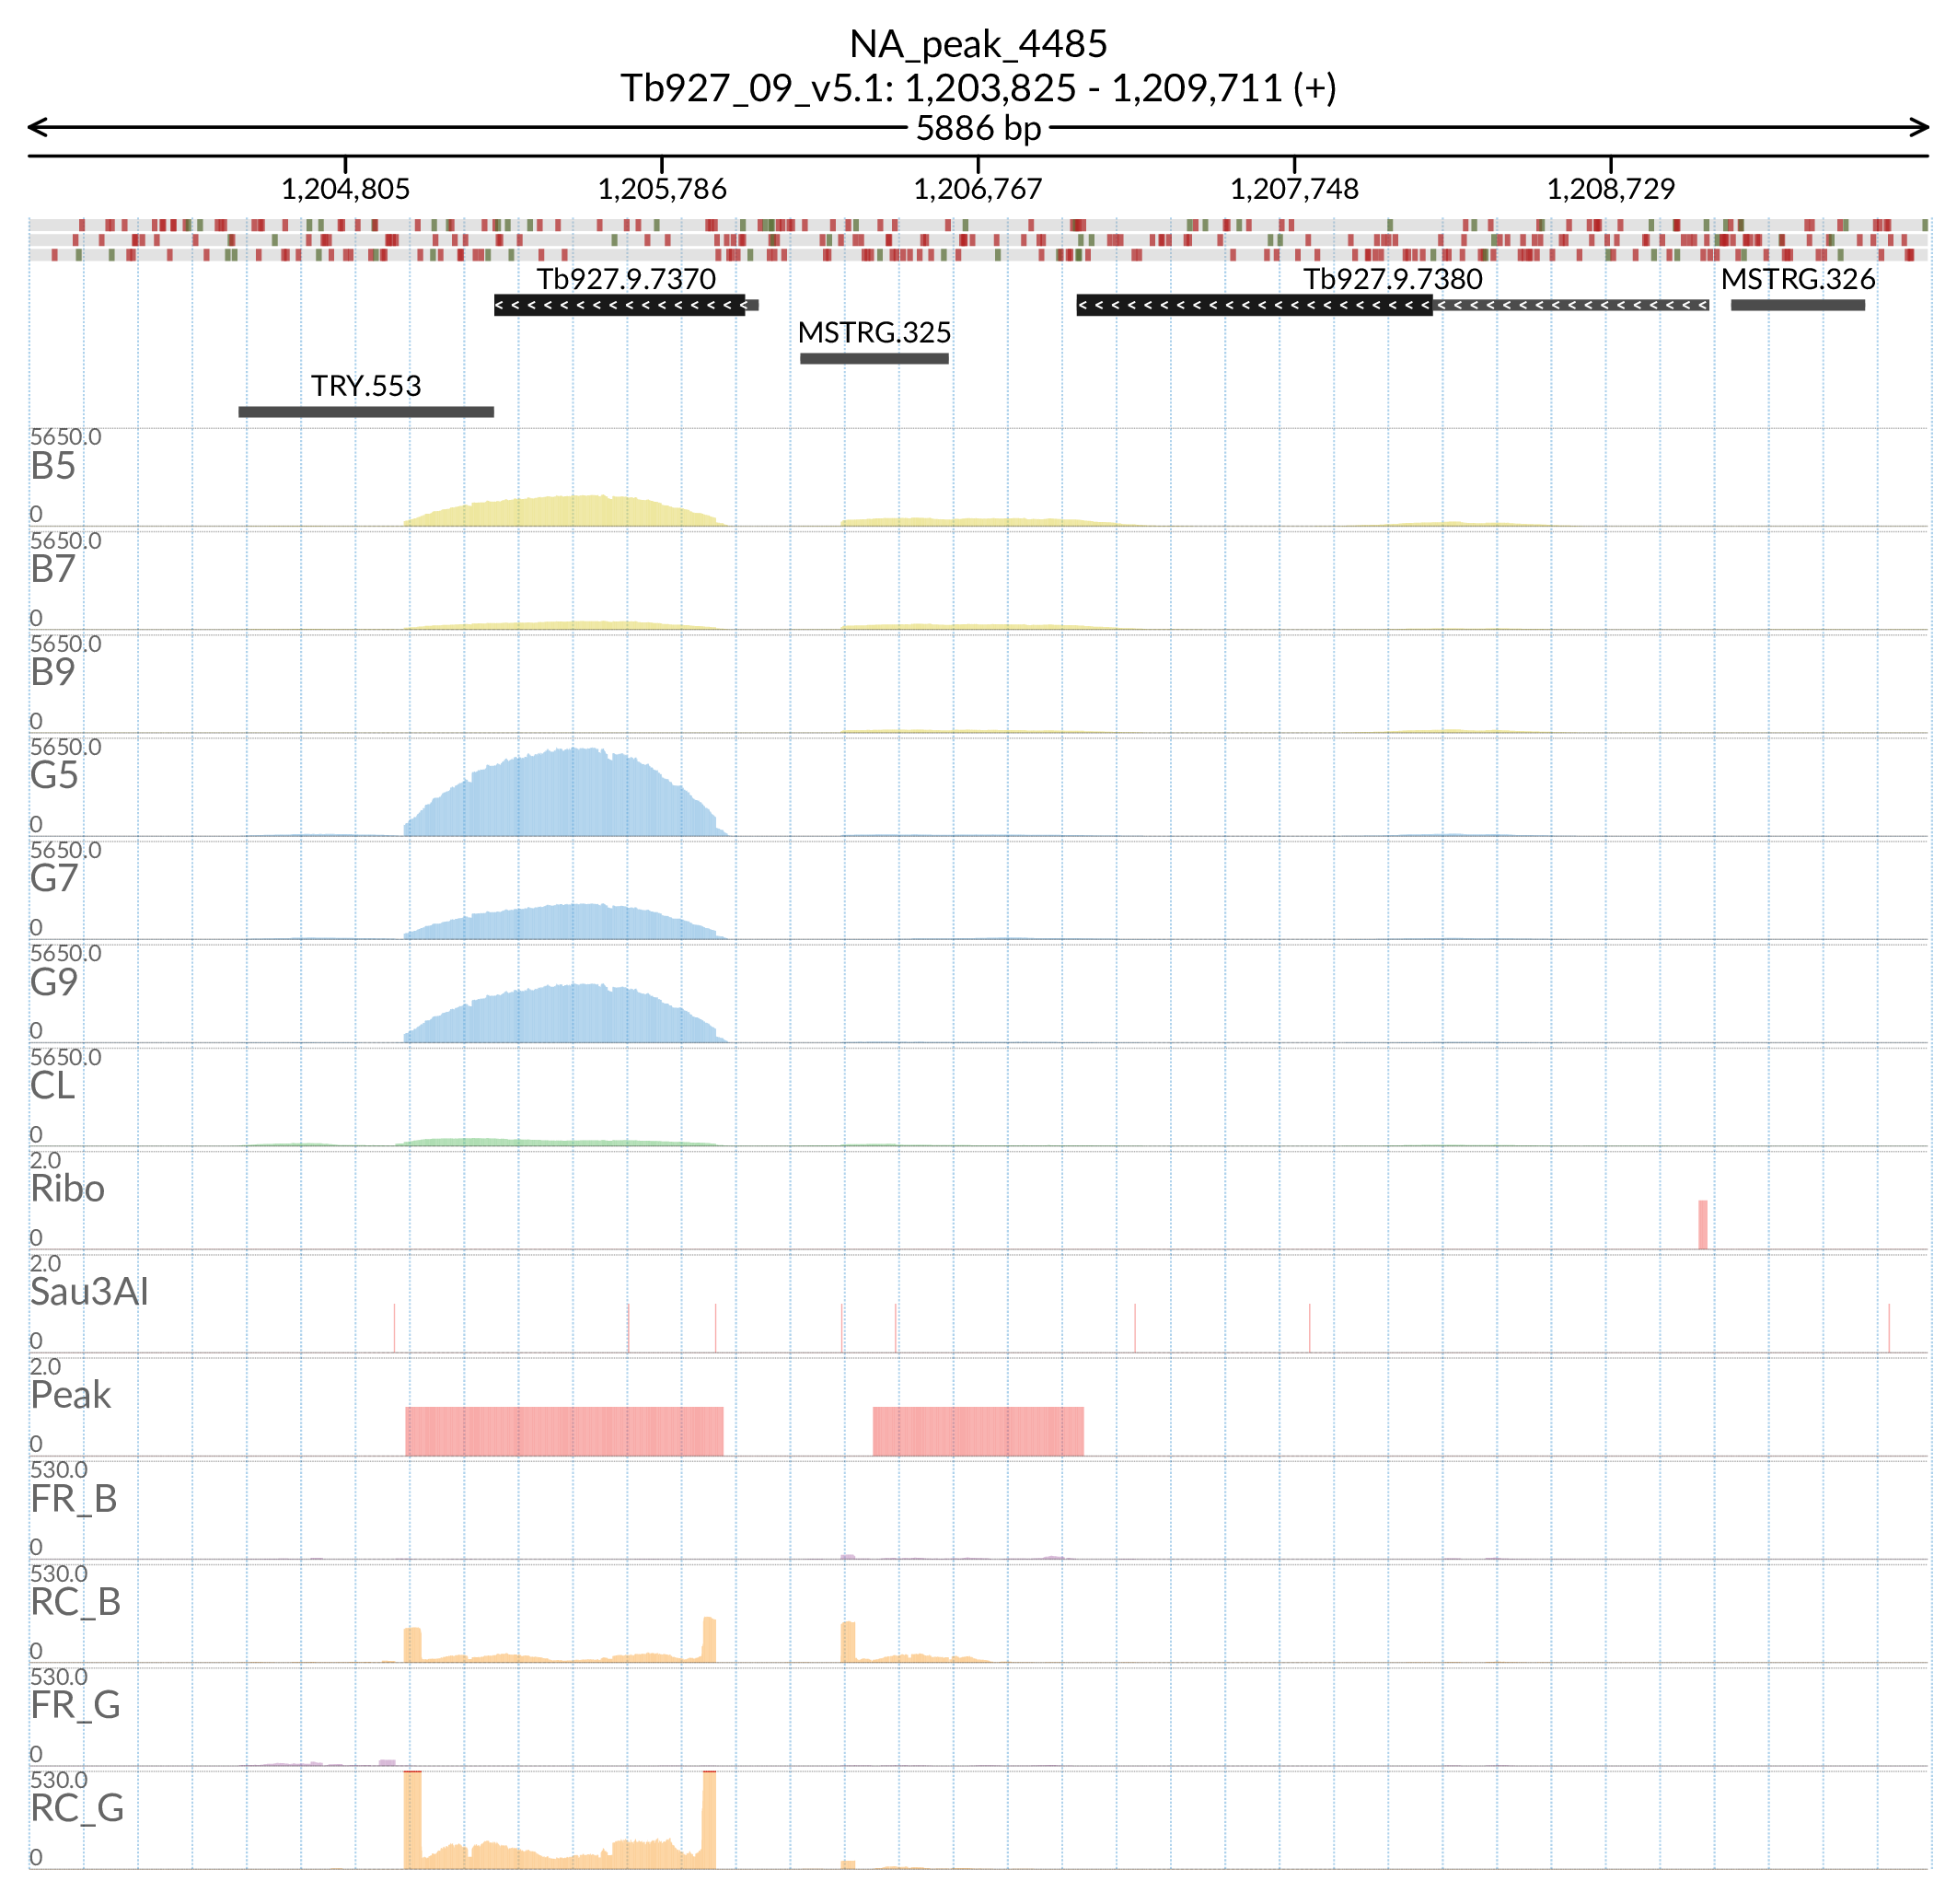 NA_peak_4485
Tb927_09_v5.1: 1,203,825 - 1,209,711 (+)
5886 bp
1,204,805 1,205,786 1,206,767 1,207,748 1,208,729
Tb927.9.7370 Tb927.9.7380 MSTRG.326
MSTRG.325
TRY.553
5650.0
B5
0
5650.0
B7
0
5650.0
B9
0
5650.0
G5
0
5650.0
G7
0
5650.0
G9
0
5650.0
CL
0
2.0
Ribo
0
2.0
Sau3AI
0
2.0
Peak
0
530.0
FR_B
0
530.0
RC_B
0
530.0
FR_G
0
530.0
RC_G
0